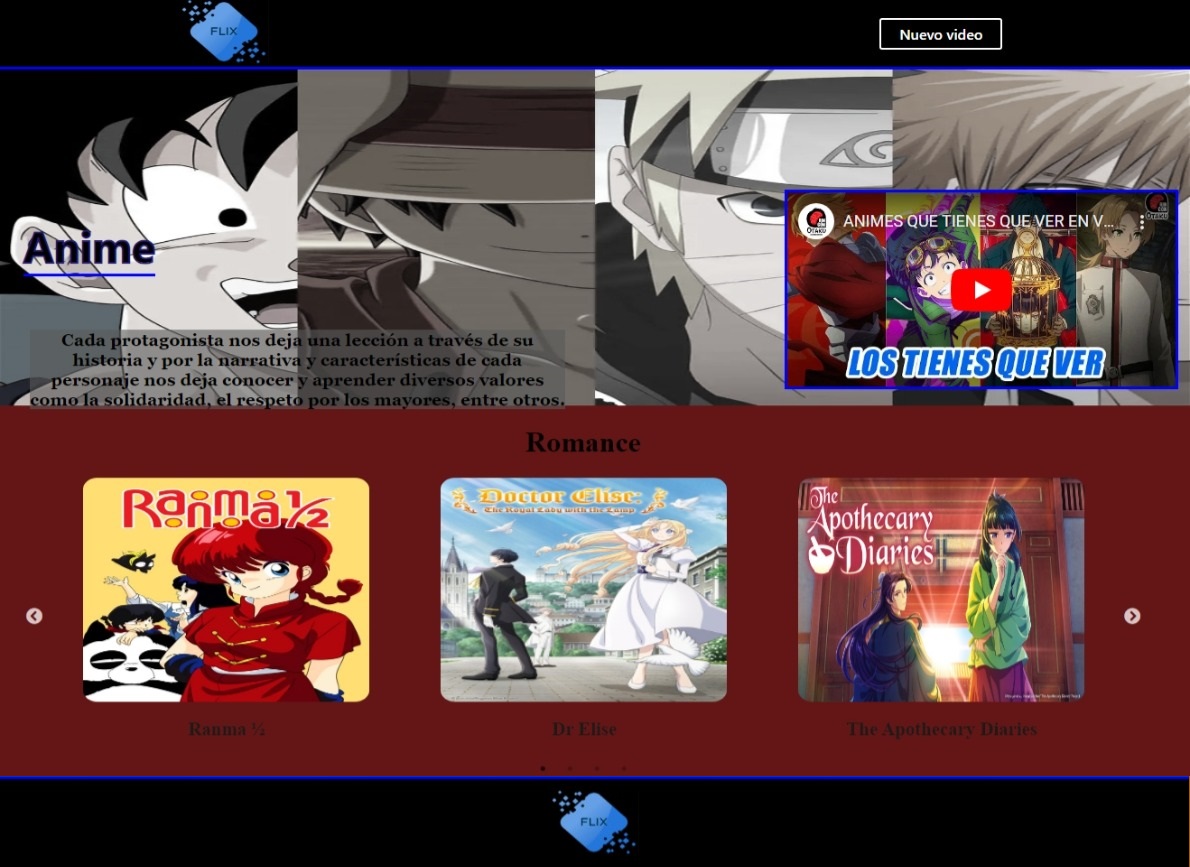 FLIX
Nuevo video
Anime
ANIMES QUE TIENES QUE VER EN V...
OTAKU
LOS TIENES QUE VER
Cada protagonista nos deja una lección a través de su
historia y por la narrativa y características de cada
personaje nos deja conocer y aprender diversos valores
como la solidaridad, el respeto por los mayores, entre otros.
Romance
Ranma ½
Doctor Elise:
The Royal Lady with the Lamp
The
Apothecary
Diaries
Ranma ½
Dr Elise
The Apothecary Diaries
FLIX